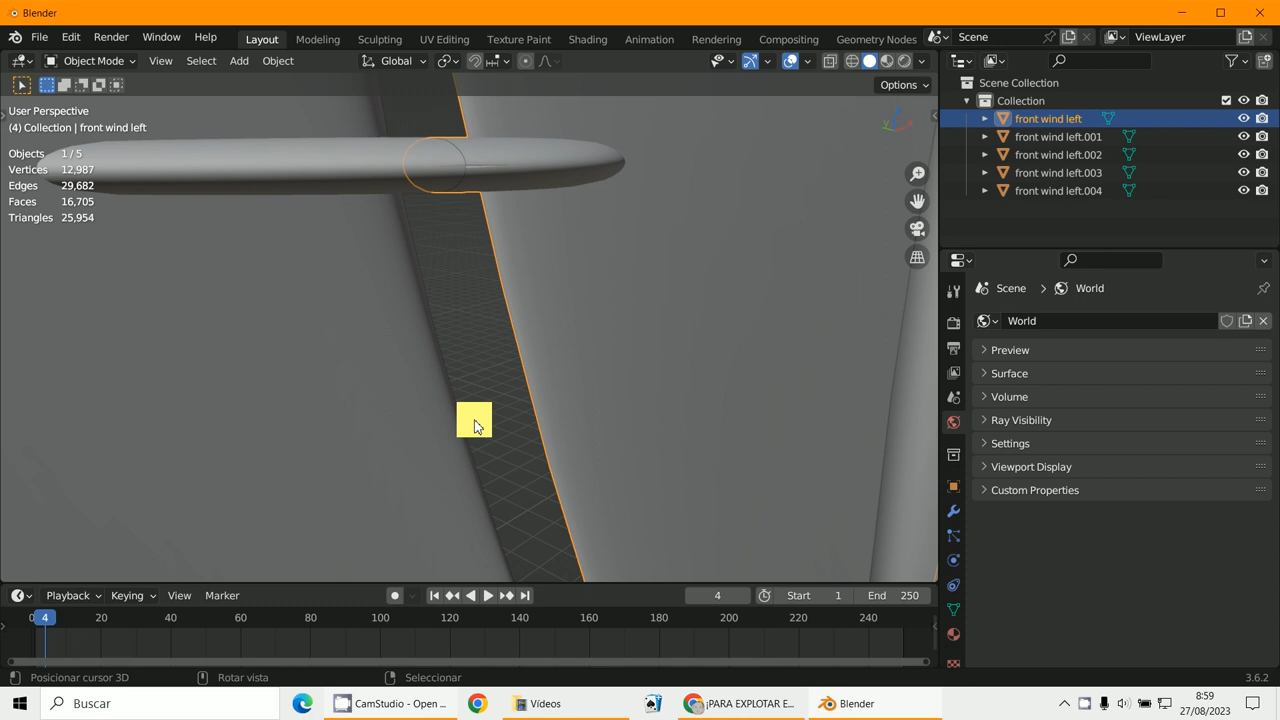 Blender
File Edit Render Window Help
Layout Modeling Sculpting UV Editing Texture Paint Shading Animation Rendering Compositing Geometry Nodes
Scene
ViewLayer
Object Mode View Select Add Object
Global
Options
User Perspective
(4) Collection | front wind left
Objects 1 / 5
Vertices 12,987
Edges 29,682
Faces 16,705
Triangles 25,954
Scene Collection
Collection
front wind left
front wind left.001
front wind left.002
front wind left.003
front wind left.004
Scene World
World
Preview
Surface
Volume
Ray Visibility
Settings
Viewport Display
Custom Properties
Playback Keying View Marker
4
Start 1 End 250
0 4 20 40 60 80 100 120 140 160 180 200 220 240
Posicionar cursor 3D
Rotar vista
Seleccionar
3.6.2
Buscar
CamStudio - Open ...
Vídeos
¡PARA EXPLOTAR E...
Blender
8:59
27/08/2023